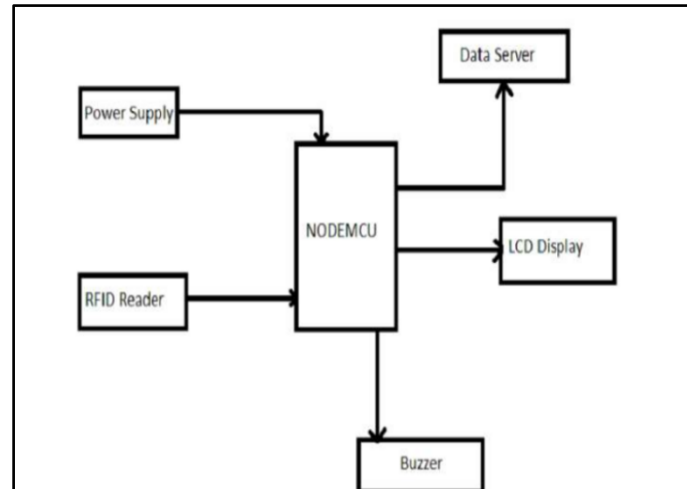 Data Server
Power Supply
NODEMCU
LCD Display
RFID Reader
Buzzer